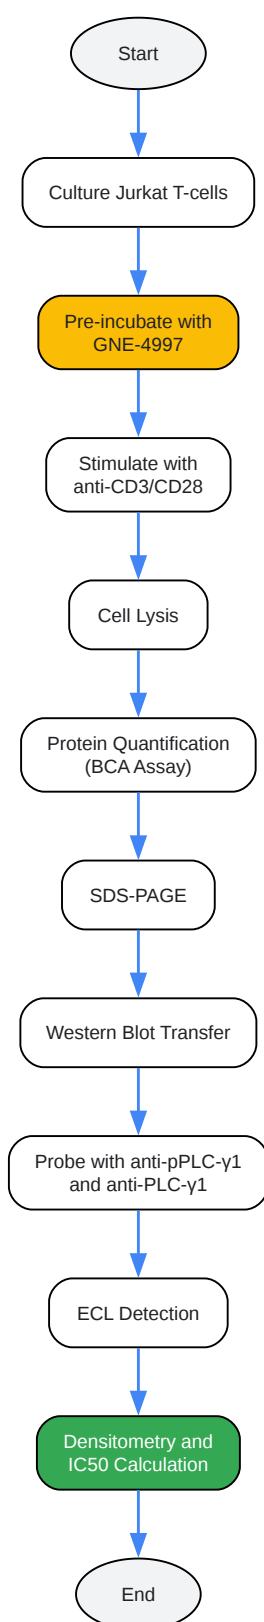 Start
Culture Jurkat T-cells
Pre-incubate with
GNE-4997
Stimulate with
anti-CD3/CD28
Cell Lysis
Protein Quantification
(BCA Assay)
SDS-PAGE
Western Blot Transfer
Probe with anti-pPLC-γ1
and anti-PLC-γ1
ECL Detection
Densitometry and
IC50 Calculation
End